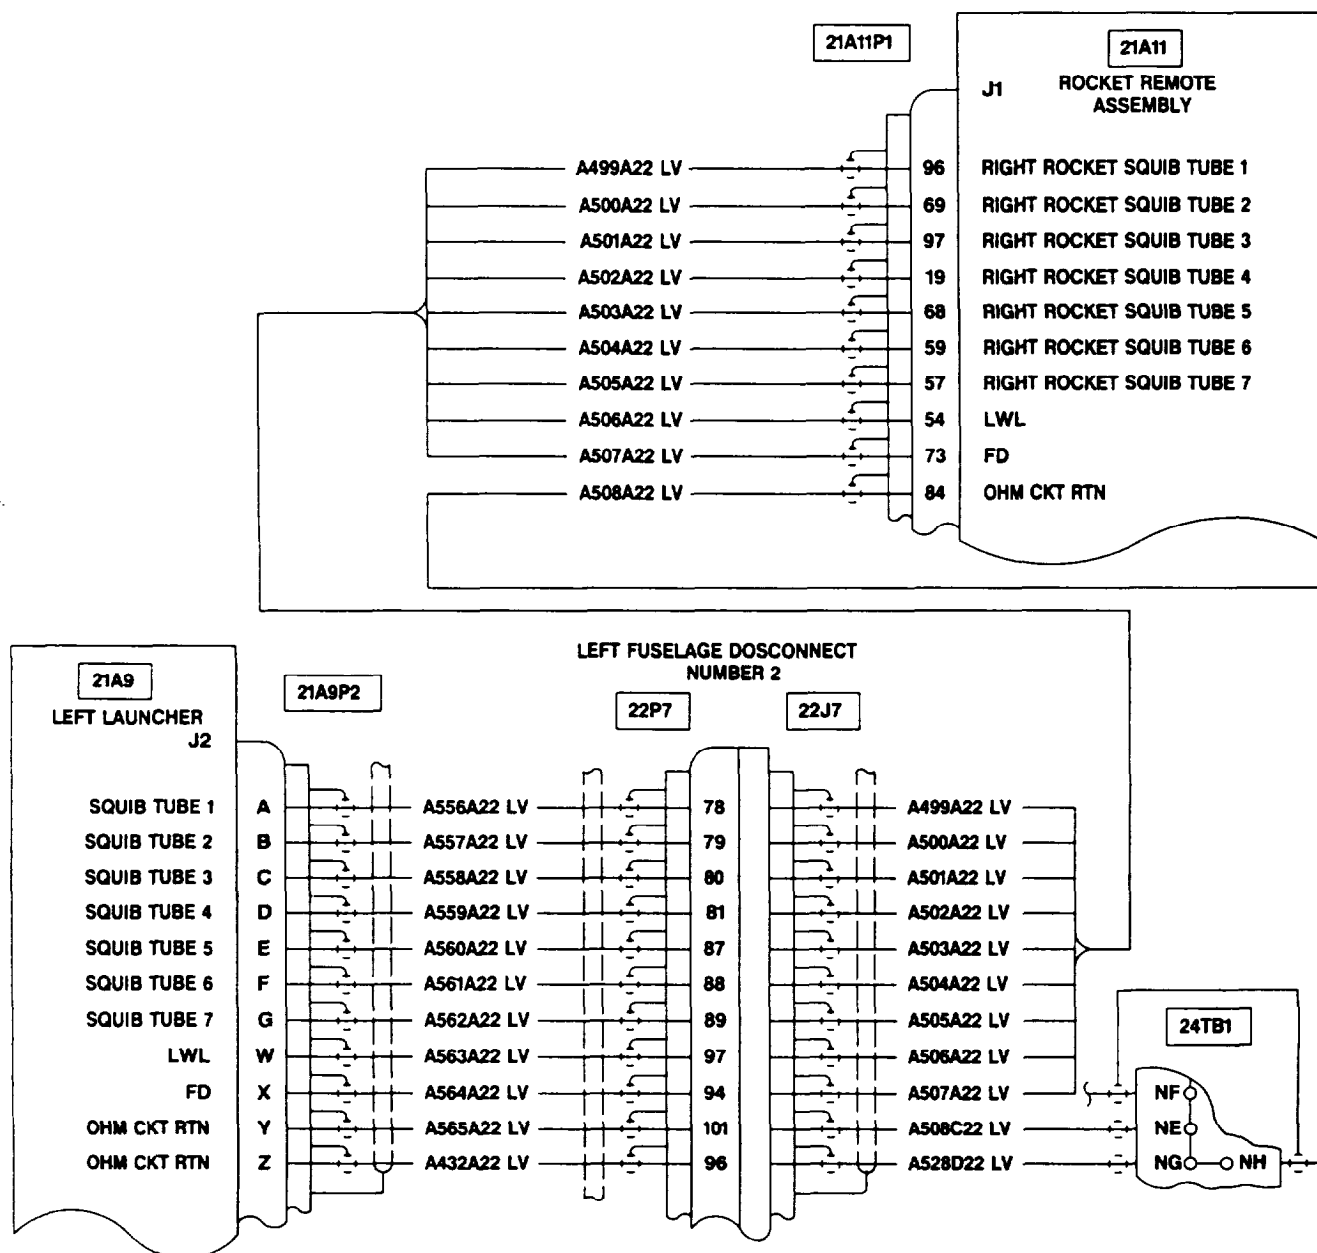 21A11P1
21A11
J1
ROCKET REMOTE
ASSEMBLY
A499A22 LV 96 RIGHT ROCKET SQUIB TUBE 1
A500A22 LV 69 RIGHT ROCKET SQUIB TUBE 2
A501A22 LV 97 RIGHT ROCKET SQUIB TUBE 3
A502A22 LV 19 RIGHT ROCKET SQUIB TUBE 4
A503A22 LV 68 RIGHT ROCKET SQUIB TUBE 5
A504A22 LV 59 RIGHT ROCKET SQUIB TUBE 6
A505A22 LV 57 RIGHT ROCKET SQUIB TUBE 7
A506A22 LV 54 LWL
A507A22 LV 73 FD
A508A22 LV 84 OHM CKT RTN
LEFT FUSELAGE DOSCONNECT
NUMBER 2
21A9
21A9P2
22P7
22J7
LEFT LAUNCHER
J2
SQUIB TUBE 1 A A556A22 LV 78 A499A22 LV
SQUIB TUBE 2 B A557A22 LV 79 A500A22 LV
SQUIB TUBE 3 C A558A22 LV 80 A501A22 LV
SQUIB TUBE 4 D A559A22 LV 81 A502A22 LV
SQUIB TUBE 5 E A560A22 LV 87 A503A22 LV
SQUIB TUBE 6 F A561A22 LV 88 A504A22 LV
SQUIB TUBE 7 G A562A22 LV 89 A505A22 LV
24TB1
LWL W A563A22 LV 97 A506A22 LV
FD X A564A22 LV 94 A507A22 LV NF
OHM CKT RTN Y A565A22 LV 101 A508C22 LV NE
OHM CKT RTN Z A432A22 LV 96 A528D22 LV NG NH